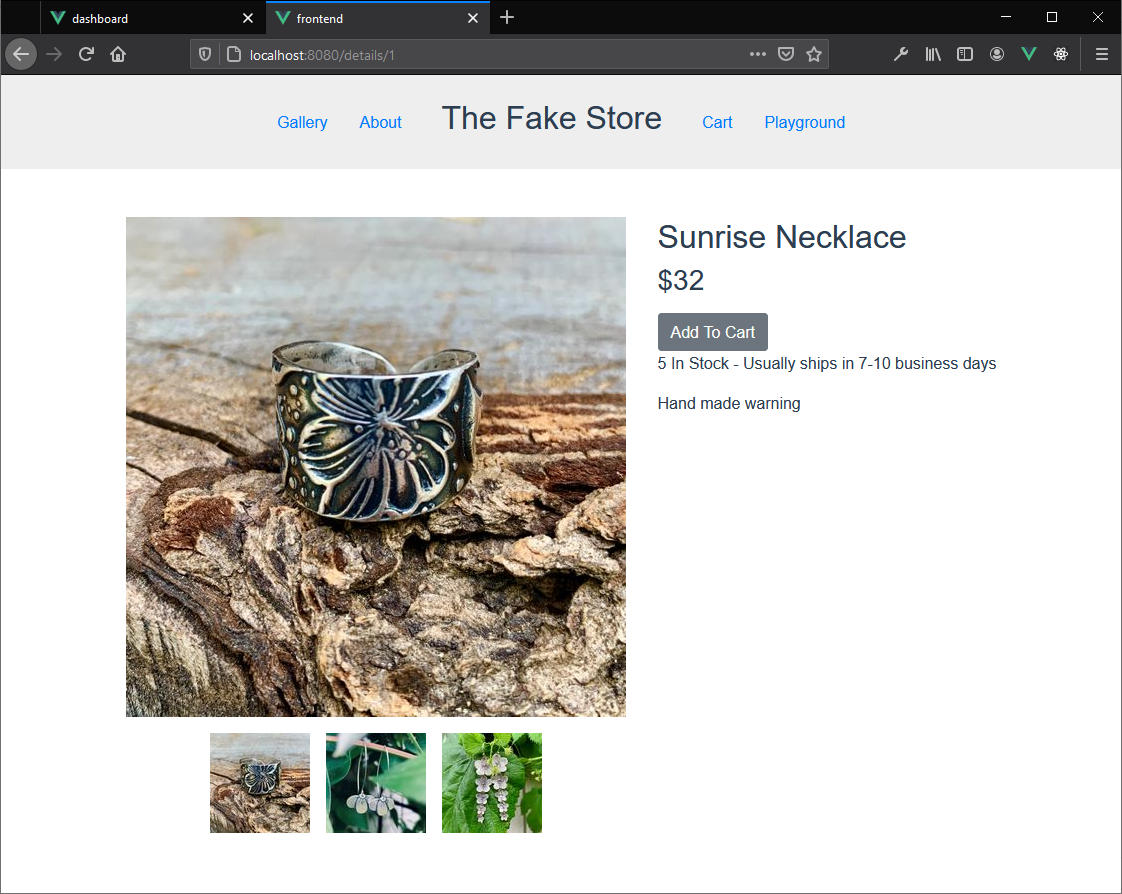 dashboard
frontend
localhost:8080/details/1
Gallery About The Fake Store Cart Playground
Sunrise Necklace
$32
Add To Cart
5 In Stock - Usually ships in 7-10 business days
Hand made warning